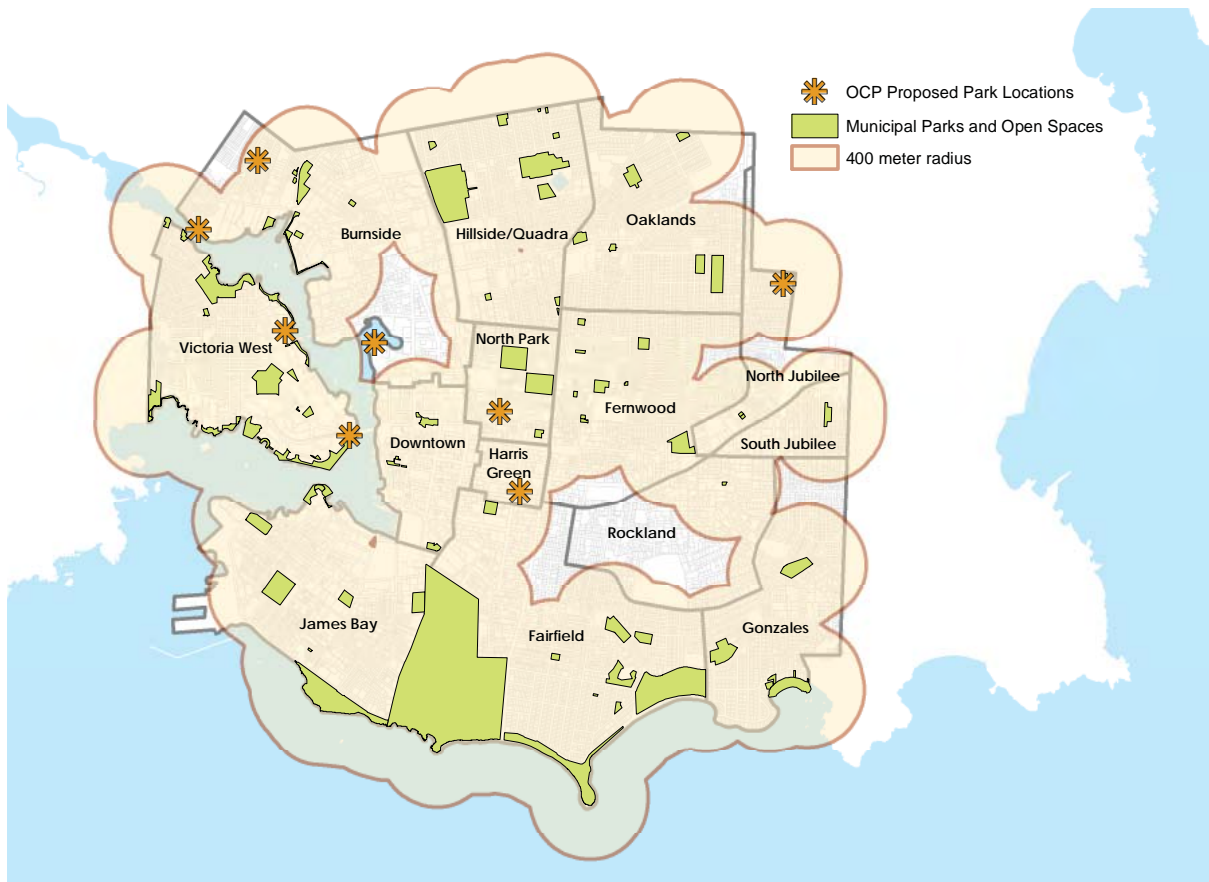 OCP Proposed Park Locations
Municipal Parks and Open Spaces
400 meter radius
Oaklands
Burnside
Hillside/Quadra
North Park
Victoria West
North Jubilee
Fernwood
Downtown
South Jubilee
Harris
Green
Rockland
James Bay
Fairfield
Gonzales